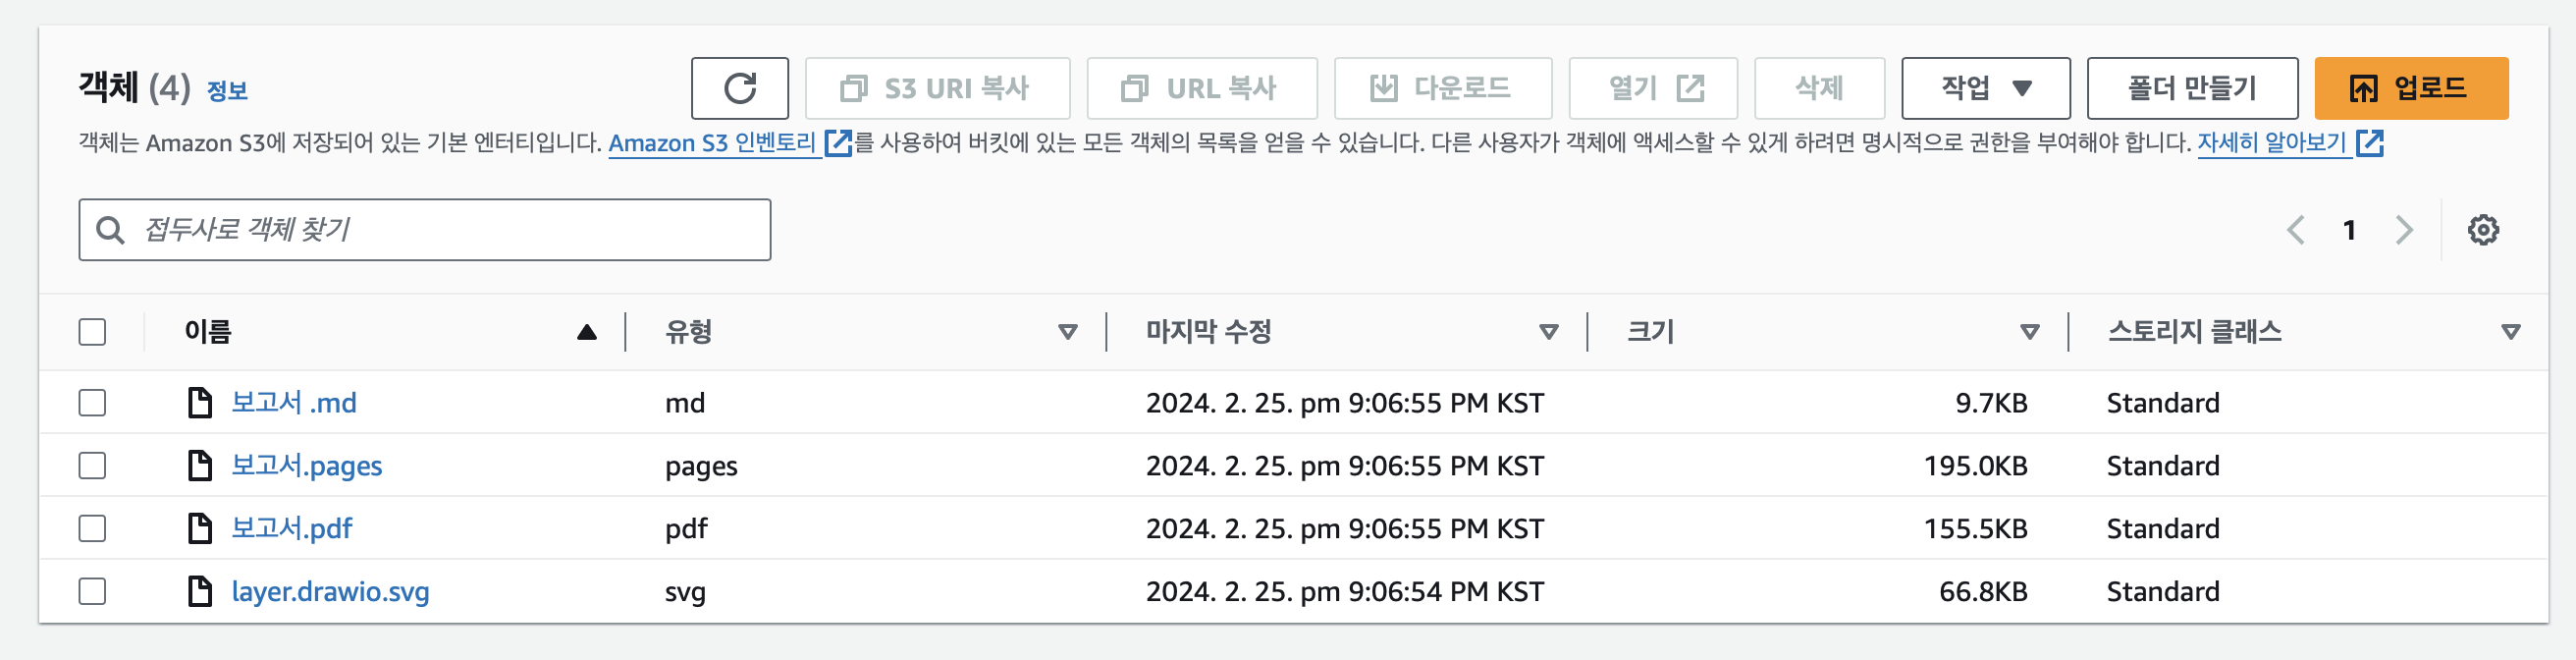 객체 (4) 정보
S3 URI 복사
URL 복사
다운로드
열기
삭제
작업
폴더 만들기
업로드
객체는 Amazon S3에 저장되어 있는 기본 엔터티입니다. Amazon S3 인벤토리를 사용하여 버킷에 있는 모든 객체의 목록을 얻을 수 있습니다. 다른 사용자가 객체에 액세스할 수 있게 하려면 명시적으로 권한을 부여해야 합니다. 자세히 알아보기
접두사로 객체 찾기
1
이름 유형 마지막 수정 크기 스토리지 클래스
보고서 .md md 2024. 2. 25. pm 9:06:55 PM KST 9.7KB Standard
보고서.pages pages 2024. 2. 25. pm 9:06:55 PM KST 195.0KB Standard
보고서.pdf pdf 2024. 2. 25. pm 9:06:55 PM KST 155.5KB Standard
layer.drawio.svg svg 2024. 2. 25. pm 9:06:54 PM KST 66.8KB Standard